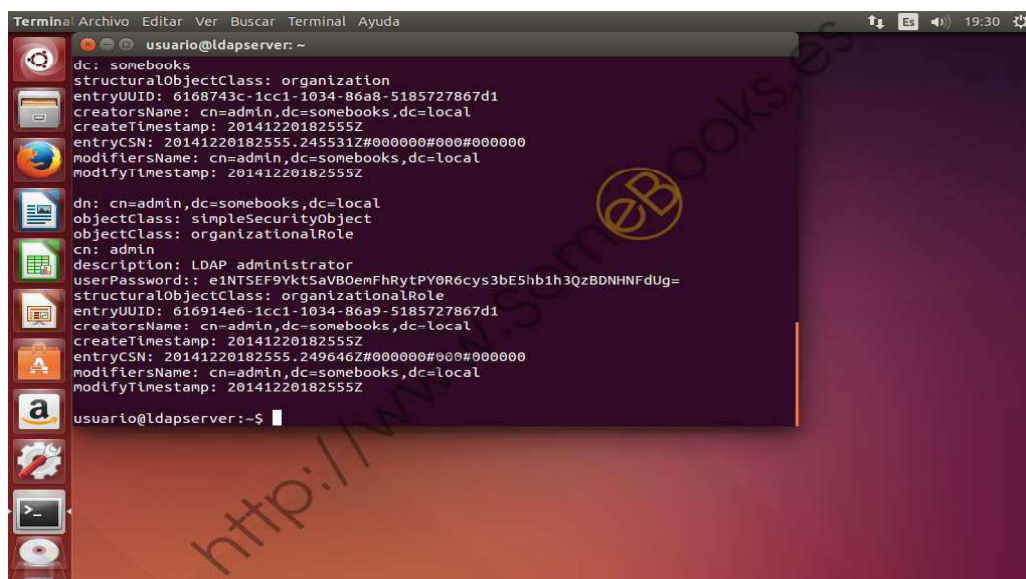 Terminal Archivo Editar Ver Buscar Terminal Ayuda
Es 19:30
usuario@ldapserver: ~
dc: somebooks
structuralObjectClass: organization
entryUUID: 6168743c-1cc1-1034-86a8-5185727867d1
creatorsName: cn=admin,dc=somebooks,dc=local
createTimestamp: 20141220182555Z
entryCSN: 20141220182555.245531Z#000000#000#000000
modifiersName: cn=admin,dc=somebooks,dc=local
modifyTimestamp: 20141220182555Z
dn: cn=admin,dc=somebooks,dc=local
objectClass: simpleSecurityObject
objectClass: organizationalRole
cn: admin
description: LDAP administrator
userPassword:: e1NTSEF9YktSaVBOemFhRytPY0R6cys3bE5hb1h3QzBDNHNFdUg=
structuralObjectClass: organizationalRole
entryUUID: 616914e6-1cc1-1034-86a9-5185727867d1
creatorsName: cn=admin,dc=somebooks,dc=local
createTimestamp: 20141220182555Z
entryCSN: 20141220182555.249646Z#000000#000#000000
modifiersName: cn=admin,dc=somebooks,dc=local
modifyTimestamp: 20141220182555Z
usuario@ldapserver:~$
http://www.somebooks.es
eB